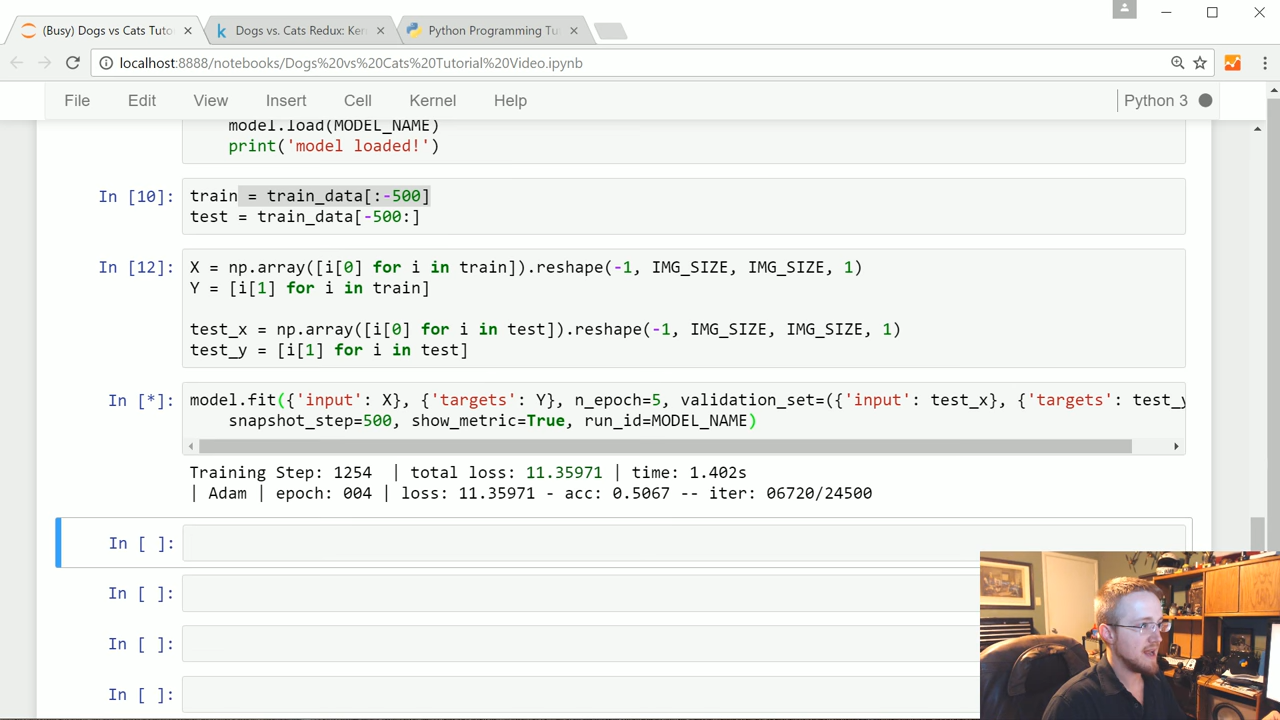 (Busy) Dogs vs Cats Tuto
Dogs vs. Cats Redux: Ker
Python Programming Tu
localhost:8888/notebooks/Dogs%20vs%20Cats%20Tutorial%20Video.ipynb
File Edit View Insert Cell Kernel Help Python 3
model.load(MODEL_NAME)
print('model loaded!')
In [10]: train = train_data[:-500]
test = train_data[-500:]
In [12]: X = np.array([i[0] for i in train]).reshape(-1, IMG_SIZE, IMG_SIZE, 1)
Y = [i[1] for i in train]
test_x = np.array([i[0] for i in test]).reshape(-1, IMG_SIZE, IMG_SIZE, 1)
test_y = [i[1] for i in test]
In [*]: model.fit({'input': X}, {'targets': Y}, n_epoch=5, validation_set=({'input': test_x}, {'targets': test_y
snapshot_step=500, show_metric=True, run_id=MODEL_NAME)
Training Step: 1254 | total loss: 11.35971 | time: 1.402s
| Adam | epoch: 004 | loss: 11.35971 - acc: 0.5067 -- iter: 06720/24500
In [ ]:
In [ ]:
In [ ]:
In [ ]: